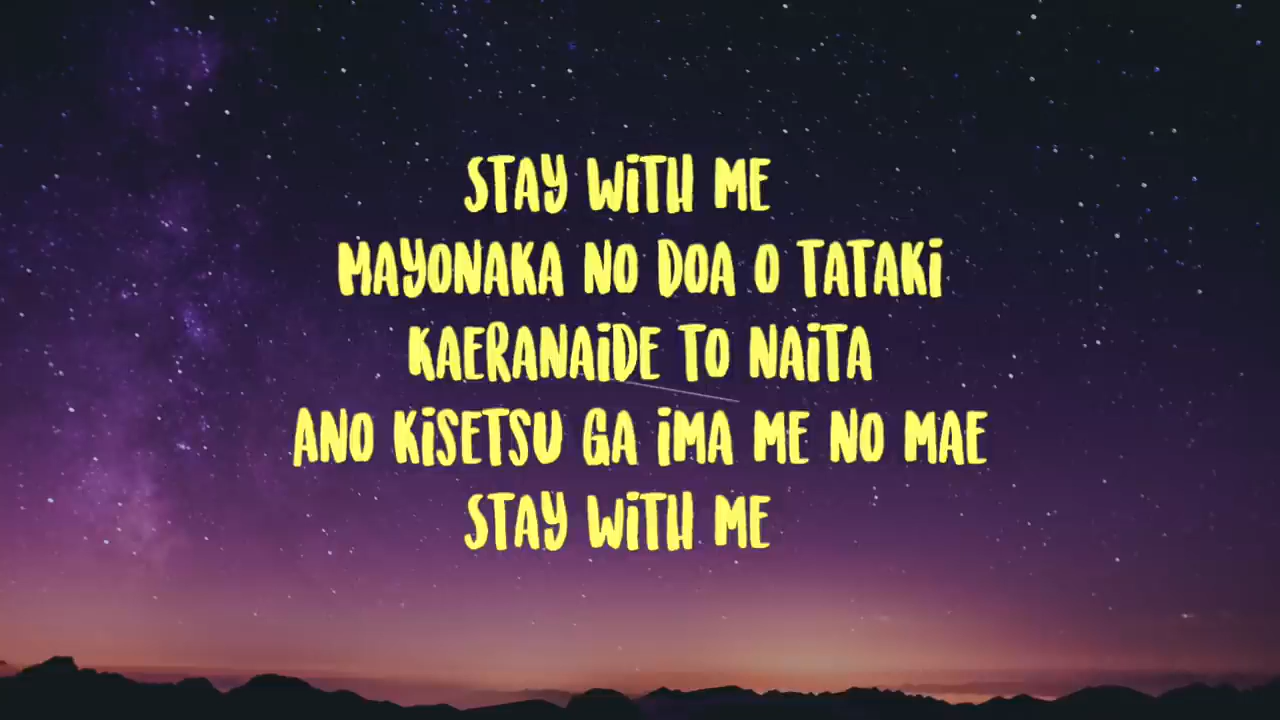 STAY WITH ME
MAYONAKA NO DOA O TATAKI
KAERANAIDE TO NAITA
ANO KISETSU GA IMA ME NO MAE
STAY WITH ME